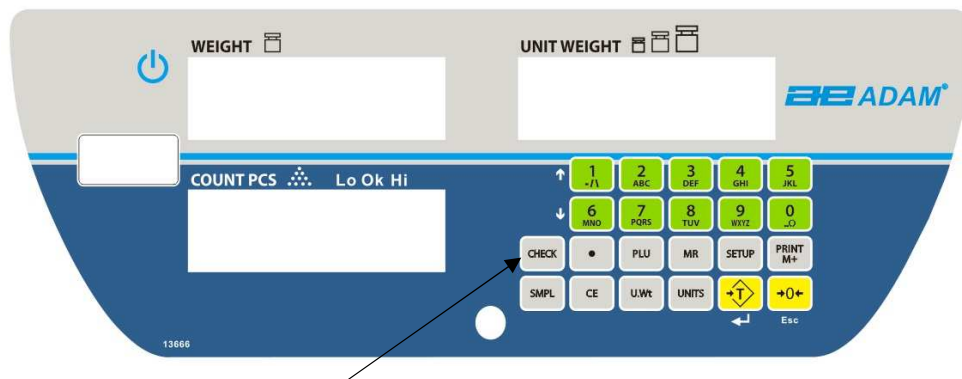 WEIGHT
UNIT WEIGHT
ae ADAM®
COUNT PCS Lo Ok Hi
1 2 3 4 5
-/\ ABC DEF GHI JKL
6 7 8 9 0
MNO PQRS TUV WXYZ _O
CHECK • PLU MR SETUP PRINT M+
SMPL CE U.Wt UNITS →T →0←
Esc
13666